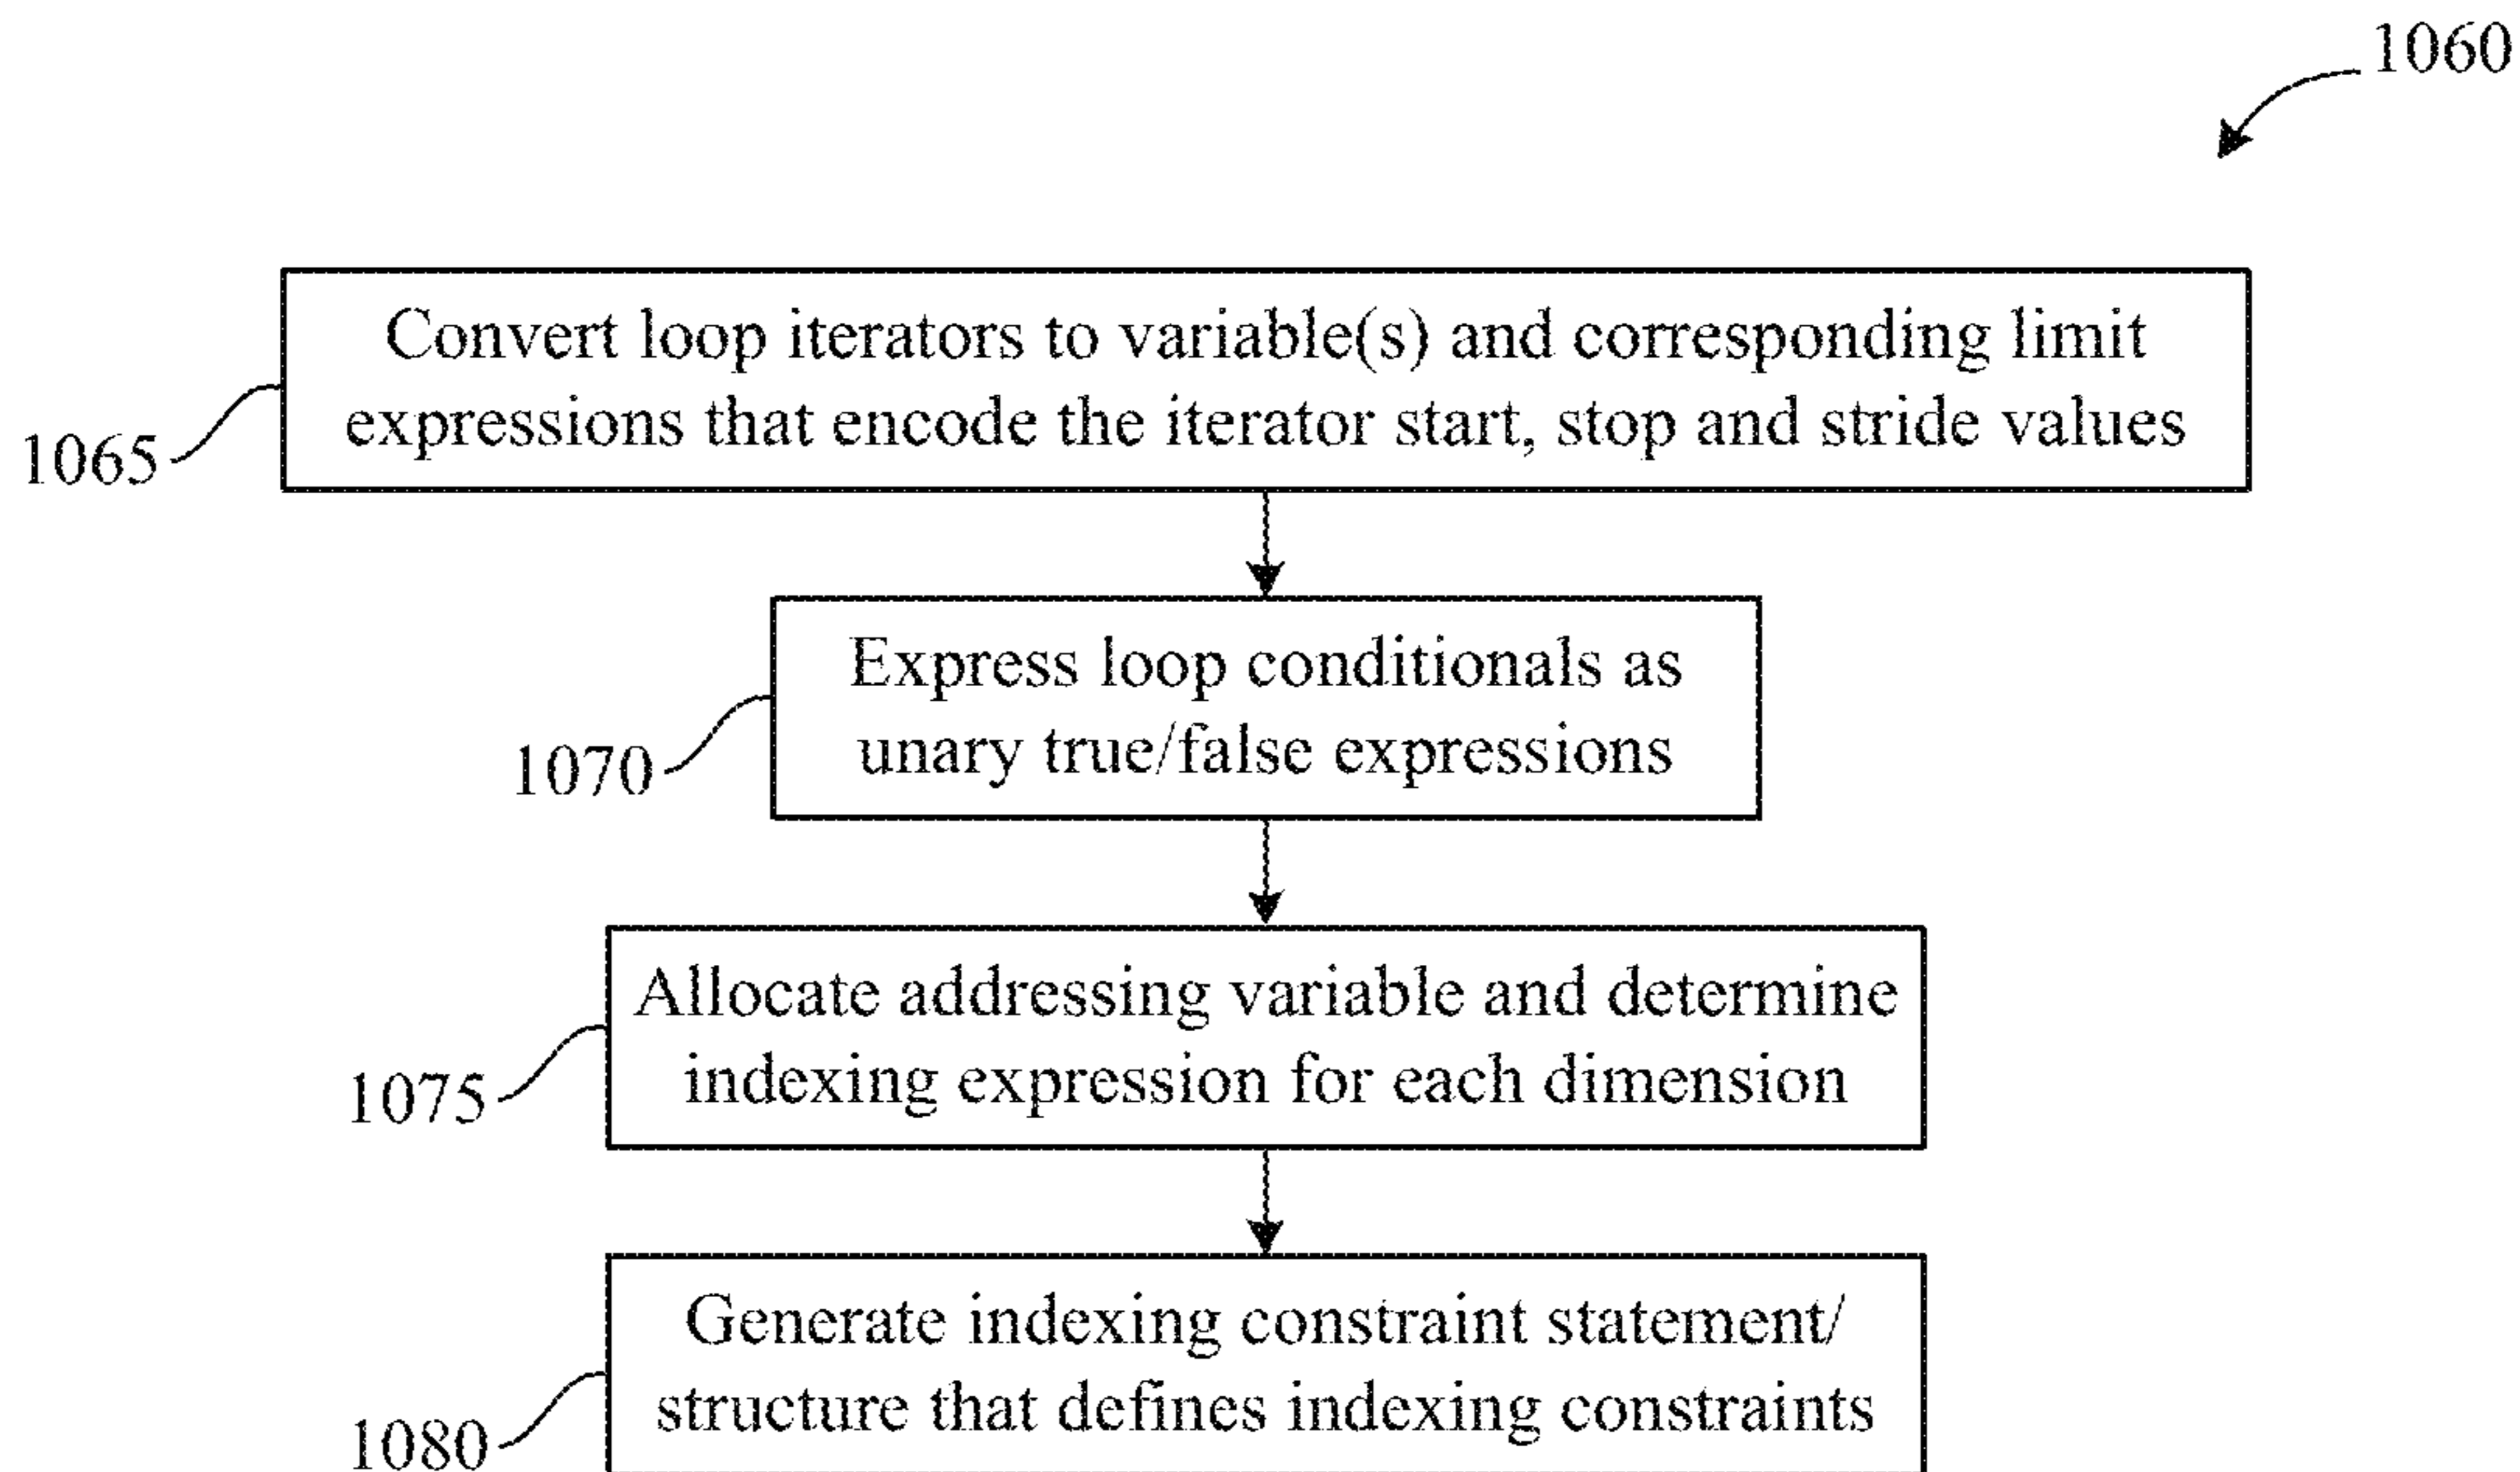 1060
Convert loop iterators to variable(s) and corresponding limit
expressions that encode the iterator start, stop and stride values
1065
Express loop conditionals as
unary true/false expressions
1070
Allocate addressing variable and determine
indexing expression for each dimension
1075
Generate indexing constraint statement/
structure that defines indexing constraints
1080